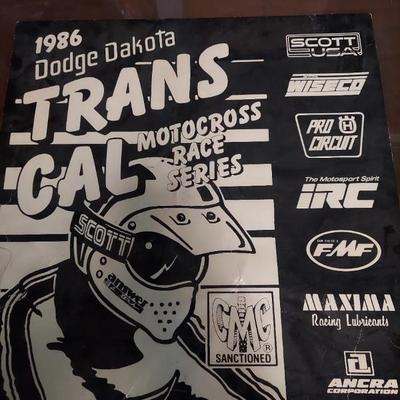 1986
Dodge Dakota
TRANS
CAL
MOTOCROSS
RACE
SERIES
SCOTT
CMC
®
SANCTIONED
SCOTT
USA
WISECO
PRO
CIRCUIT
The Motorsport Spirit
IRC
FMF
MAXIMA
Racing Lubricants
a
ANCRA
CORPORATION